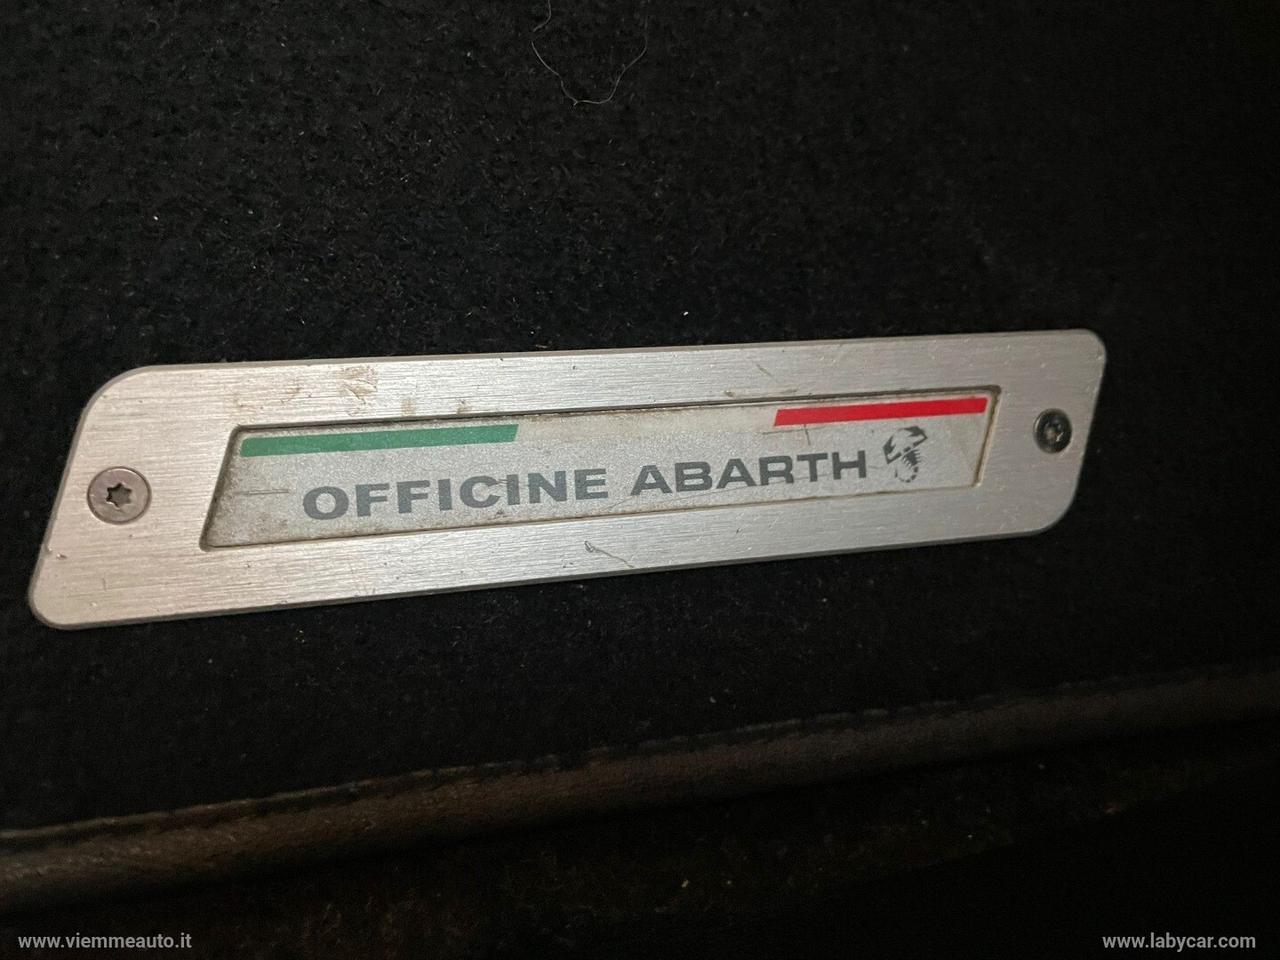 OFFICINE ABARTH
www.viemmeauto.it
www.labycar.com